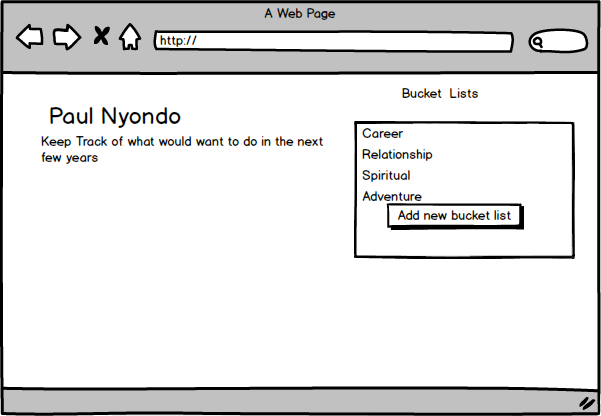 A Web Page
http://
Bucket Lists
Paul Nyondo
Keep Track of what would want to do in the next
few years
Career
Relationship
Spiritual
Adventure
Add new bucket list